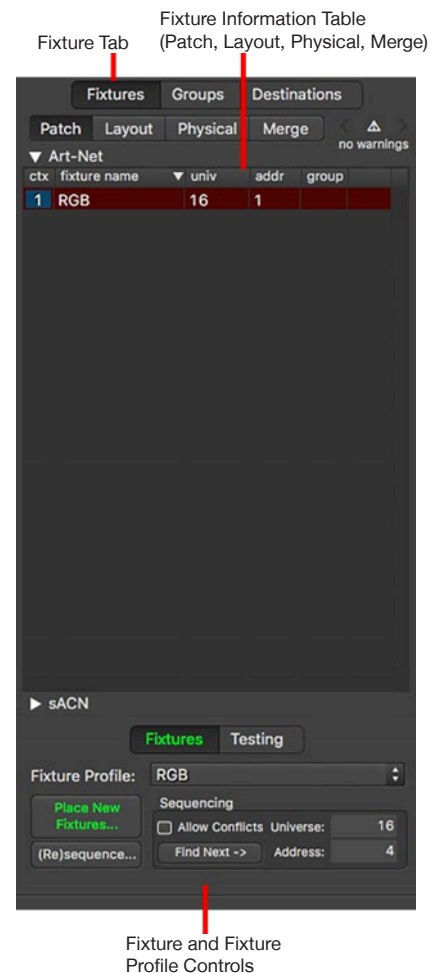 Fixture Information Table
Fixture Tab (Patch, Layout, Physical, Merge)
Fixtures Groups Destinations
Patch Layout Physical Merge < ⚠ >
no warnings
▼ Art-Net
ctx fixture name ▼ univ addr group
1 RGB 16 1
▶ sACN
Fixtures Testing
Fixture Profile: RGB
Place New Sequencing
Fixtures... Allow Conflicts Universe: 16
(Re)sequence... Find Next -> Address: 4
Fixture and Fixture
Profile Controls